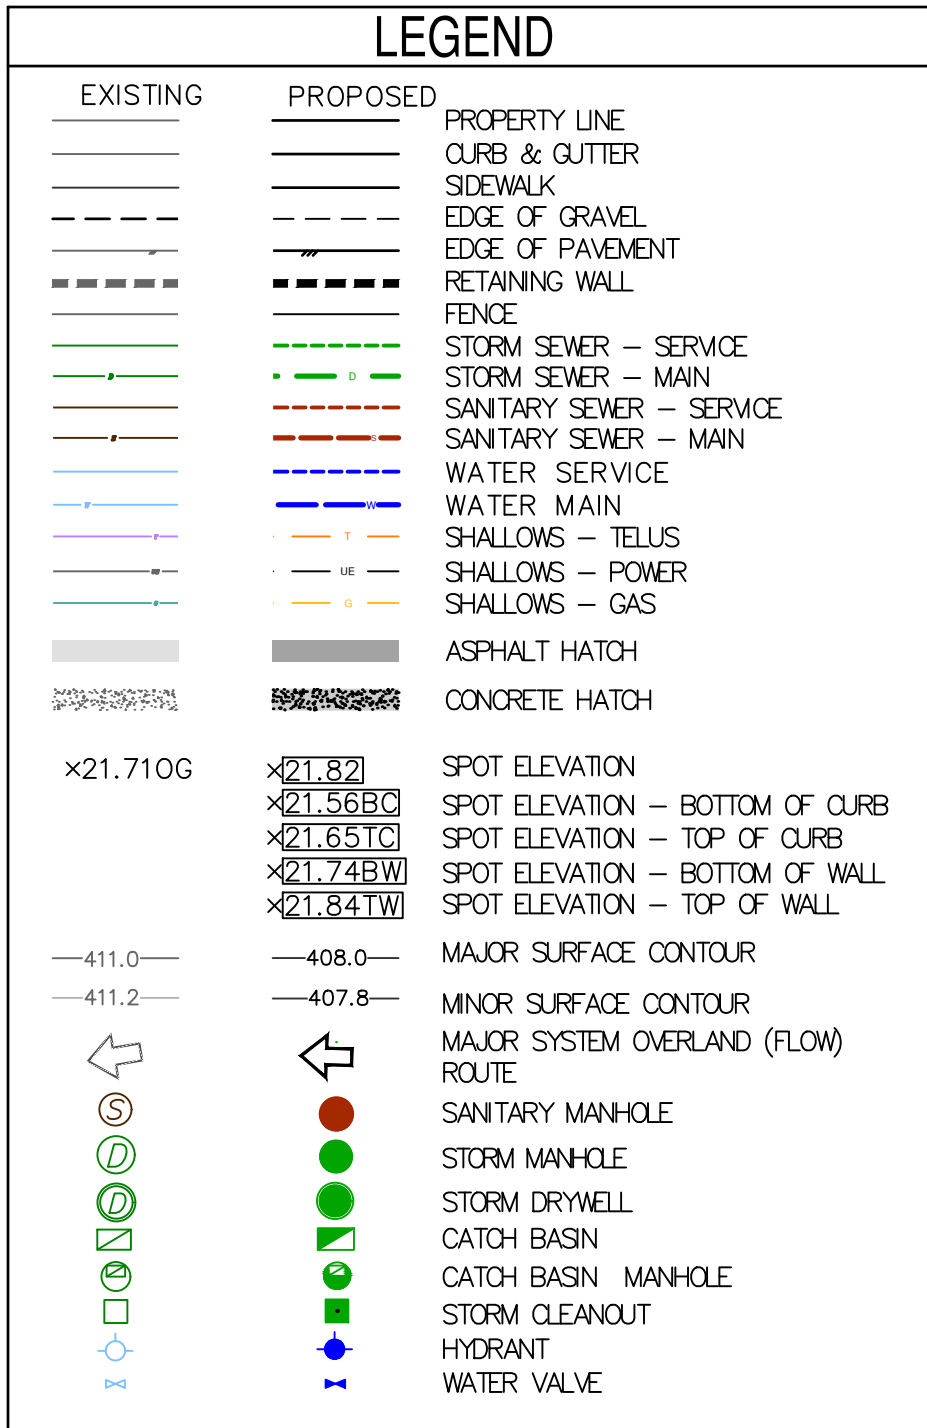 LEGEND
EXISTING PROPOSED
PROPERTY LINE
CURB & GUTTER
SIDEWALK
EDGE OF GRAVEL
EDGE OF PAVEMENT
RETAINING WALL
FENCE
STORM SEWER – SERVICE
D STORM SEWER – MAIN
SANITARY SEWER – SERVICE
S SANITARY SEWER – MAIN
WATER SERVICE
W WATER MAIN
T SHALLOWS – TELUS
UE SHALLOWS – POWER
G SHALLOWS – GAS
ASPHALT HATCH
CONCRETE HATCH
×21.71OG ×21.82 SPOT ELEVATION
×21.56BC SPOT ELEVATION – BOTTOM OF CURB
×21.65TC SPOT ELEVATION – TOP OF CURB
×21.74BW SPOT ELEVATION – BOTTOM OF WALL
×21.84TW SPOT ELEVATION – TOP OF WALL
411.0 408.0 MAJOR SURFACE CONTOUR
411.2 407.8 MINOR SURFACE CONTOUR
MAJOR SYSTEM OVERLAND (FLOW)
ROUTE
S SANITARY MANHOLE
D STORM MANHOLE
D STORM DRYWELL
CATCH BASIN
CATCH BASIN MANHOLE
STORM CLEANOUT
HYDRANT
WATER VALVE